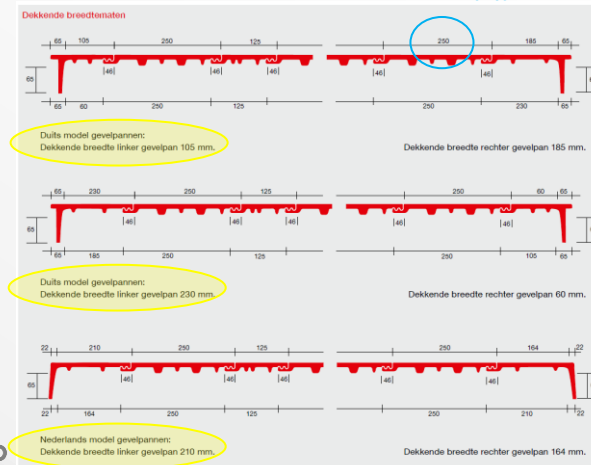 Dekkende breedtematen
65 105 250 125 250 185 65
65 46 46 46 46 46
65 60 250 125 250 230 65
Duits model gevelpannen:
Dekkende breedte linker gevelpan 105 mm. Dekkende breedte rechter gevelpan 185 mm.
65 230 250 125 250 60 65
65 46 46 46 46 46
65 185 250 125 250 105 65
Duits model gevelpannen:
Dekkende breedte linker gevelpan 230 mm. Dekkende breedte rechter gevelpan 60 mm.
22 210 250 125 250 164 22
65 46 46 46 46 46
22 164 250 125 250 210 22
Nederlands model gevelpannen:
Dekkende breedte linker gevelpan 210 mm. Dekkende breedte rechter gevelpan 164 mm.